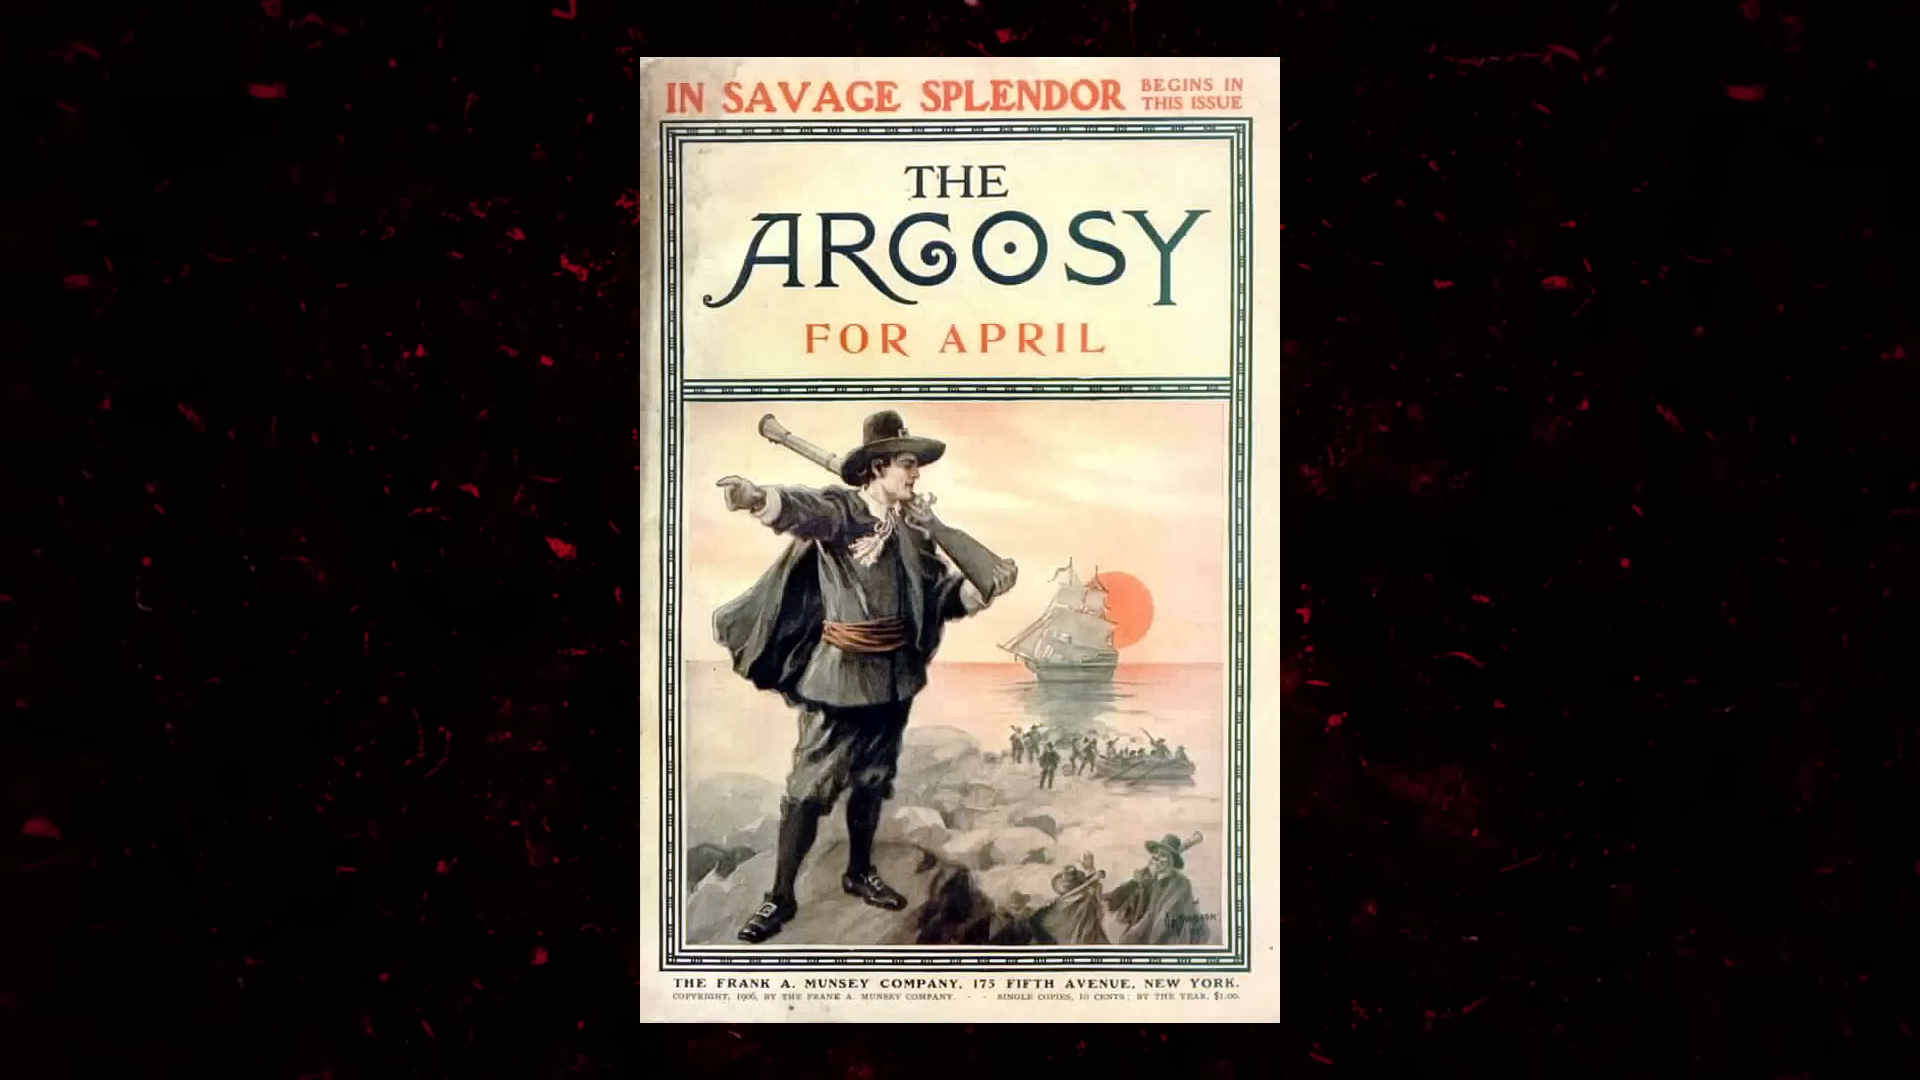 IN SAVAGE SPLENDOR BEGINS IN THIS ISSUE
THE
ARGOSY
FOR APRIL
THE FRANK A. MUNSEY COMPANY, 175 FIFTH AVENUE, NEW YORK.
COPYRIGHT, 1906, BY THE FRANK A. MUNSEY COMPANY. - - SINGLE COPIES, 10 CENTS; BY THE YEAR, $1.00.